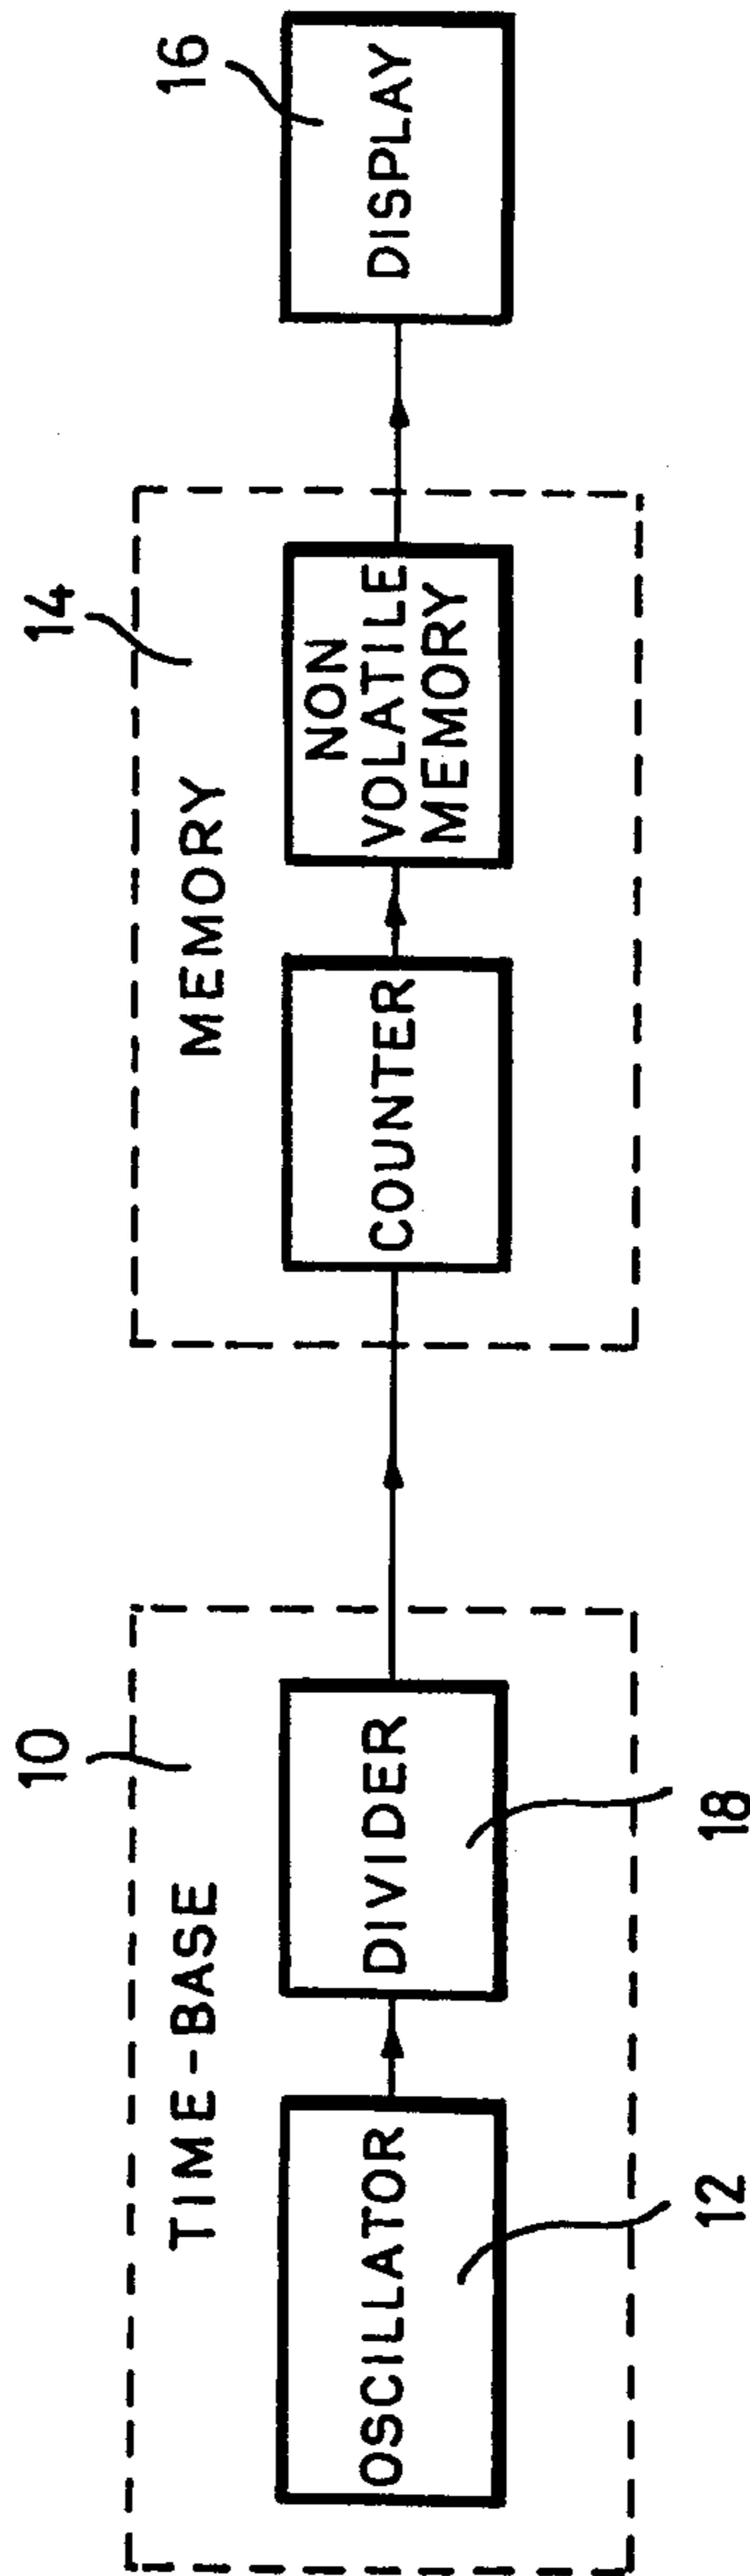 10
TIME-BASE
OSCILLATOR
12
DIVIDER
18
14
MEMORY
COUNTER
NON
VOLATILE
MEMORY
16
DISPLAY